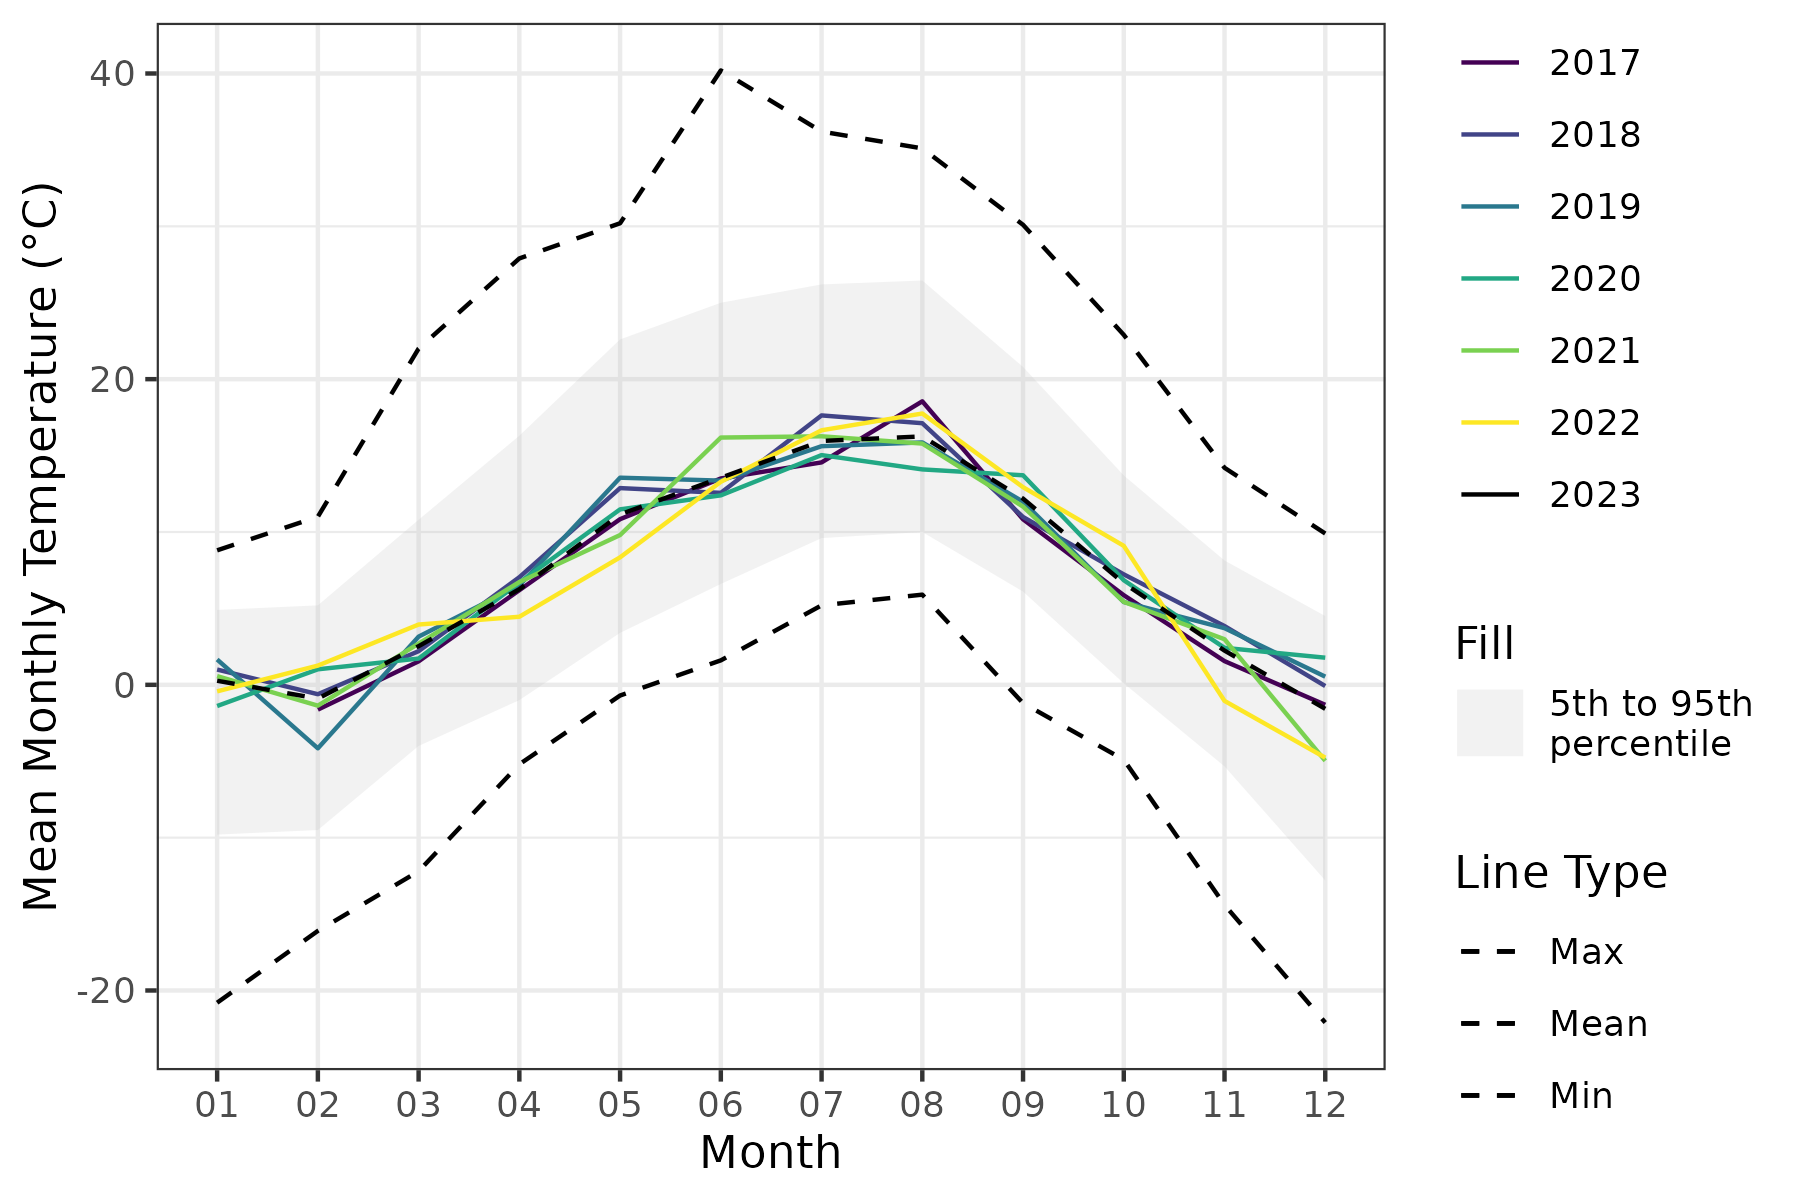 Mean Monthly Temperature (°C)
40
20
0
-20
01 02 03 04 05 06 07 08 09 10 11 12
Month
2017
2018
2019
2020
2021
2022
2023
Fill
5th to 95th
percentile
Line Type
Max
Mean
Min